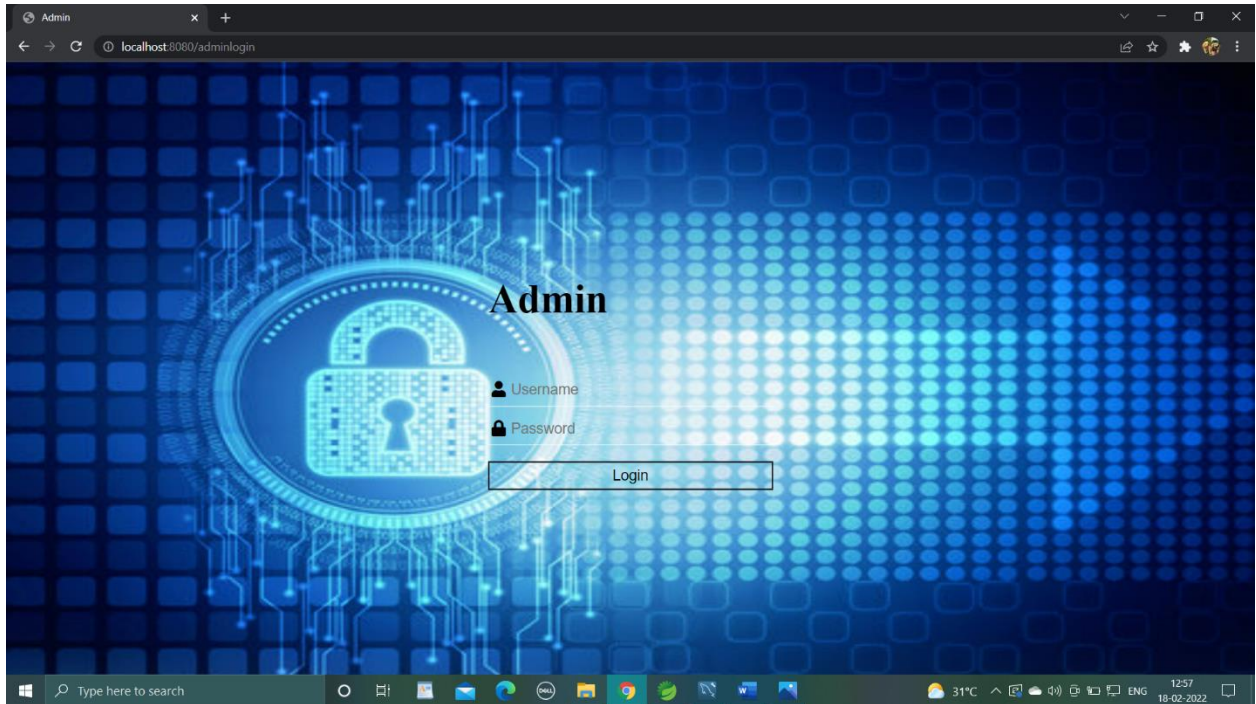 Admin
localhost:8080/adminlogin
Admin
Username
Password
Login
Type here to search
DELL
W
31°C
ENG
12:57
18-02-2022